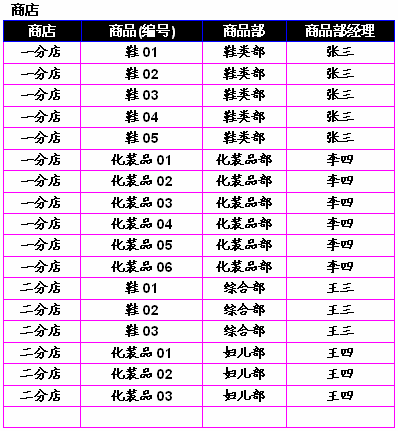 商店
商店 商品(编号) 商品部 商品部经理
一分店 鞋 01 鞋类部 张三
一分店 鞋 02 鞋类部 张三
一分店 鞋 03 鞋类部 张三
一分店 鞋 04 鞋类部 张三
一分店 鞋 05 鞋类部 张三
一分店 化装品 01 化装品部 李四
一分店 化装品 02 化装品部 李四
一分店 化装品 03 化装品部 李四
一分店 化装品 04 化装品部 李四
一分店 化装品 05 化装品部 李四
一分店 化装品 06 化装品部 李四
二分店 鞋 01 综合部 王三
二分店 鞋 02 综合部 王三
二分店 鞋 03 综合部 王三
二分店 化装品 01 妇儿部 王四
二分店 化装品 02 妇儿部 王四
二分店 化装品 03 妇儿部 王四